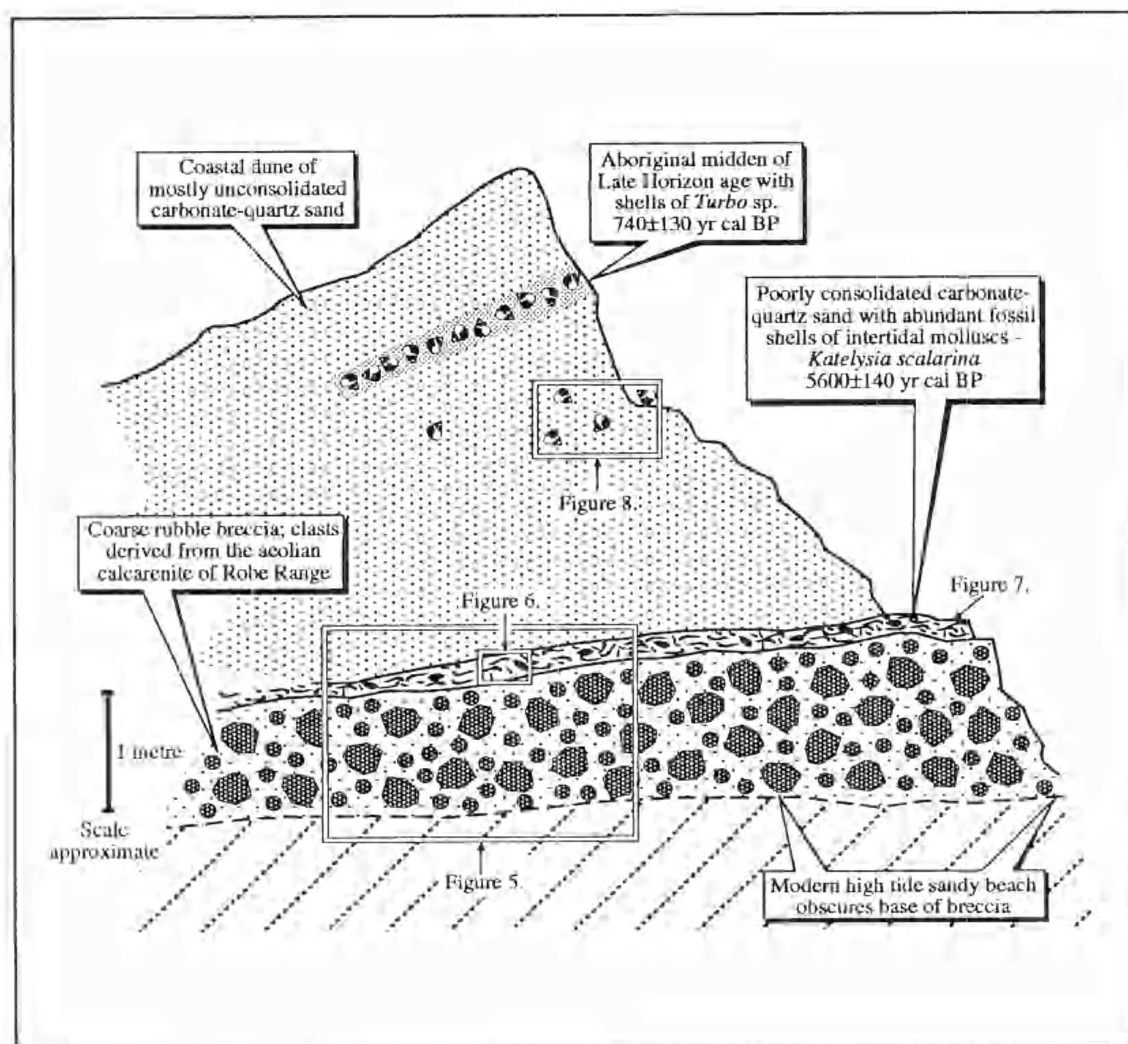 Coastal dune of
mostly unconsolidated
carbonate-quartz sand
Aboriginal midden of
Late Horizon age with
shells of Turbo sp.
740±130 yr cal BP
Poorly consolidated carbonate-
quartz sand with abundant fossil
shells of intertidal molluscs -
Katelysia scalarina
5600±140 yr cal BP
Figure 8.
Coarse rubble breccia; clasts
derived from the aeolian
calcarenite of Robe Range
Figure 6.
Figure 7.
1 metre
Scale
approximate
Figure 5.
Modern high tide sandy beach
obscures base of breccia